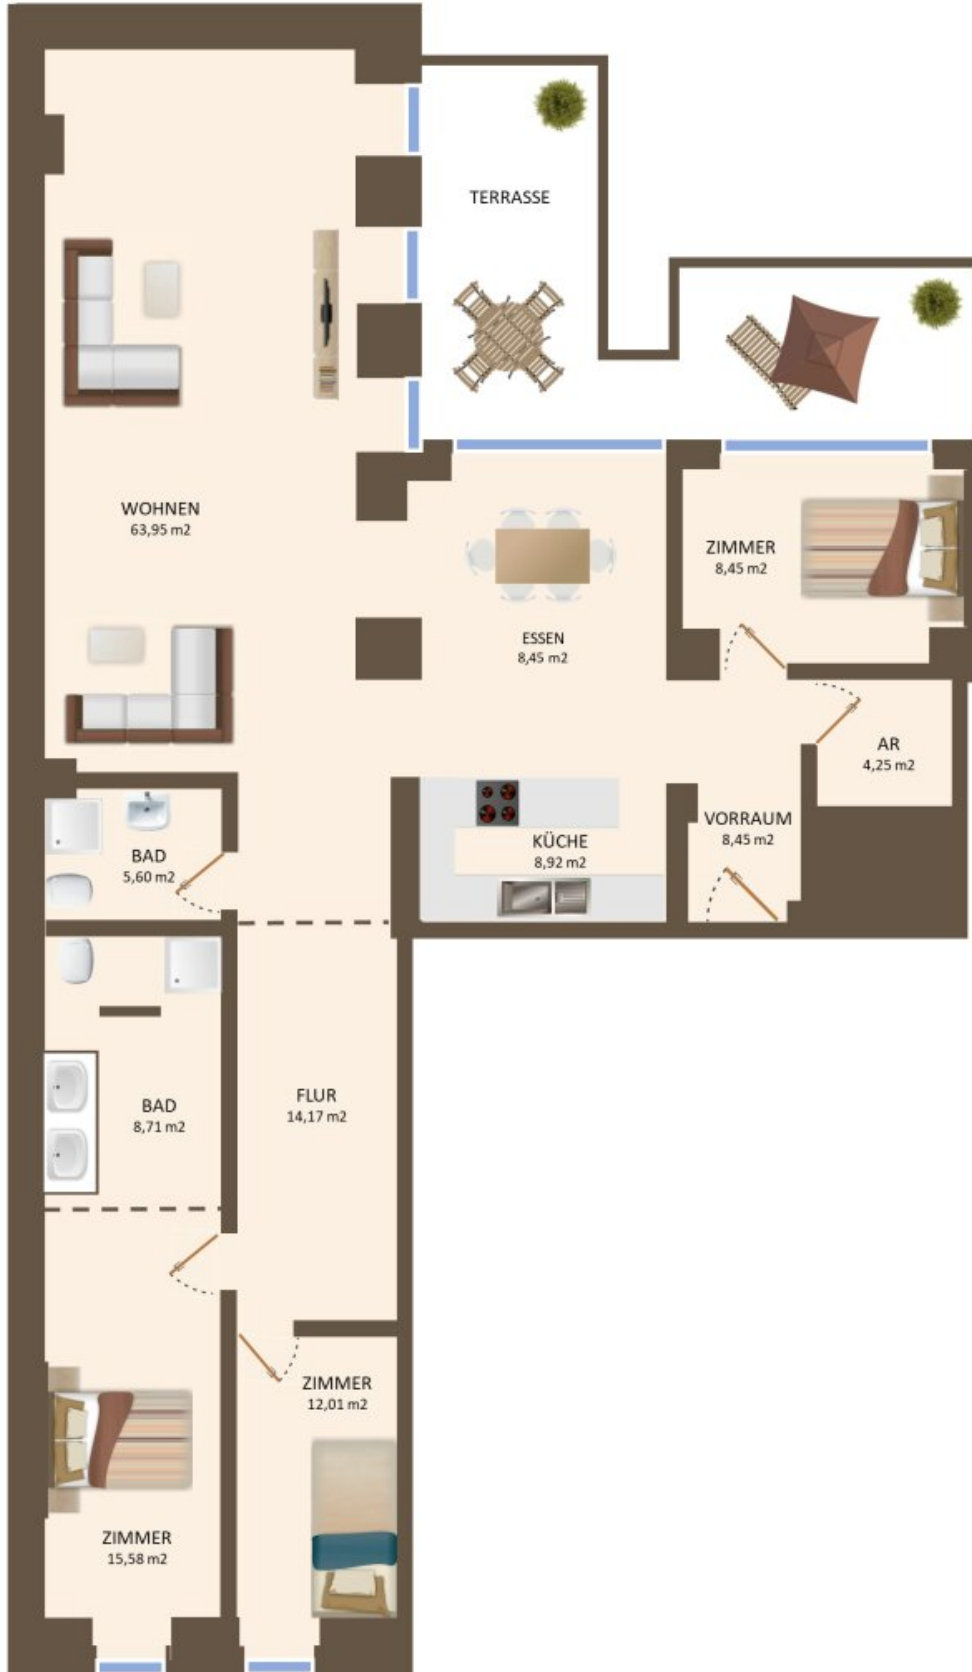 TERRASSE
WOHNEN
63,95 m2
ZIMMER
8,45 m2
ESSEN
8,45 m2
AR
4,25 m2
VORRAUM
8,45 m2
KÜCHE
8,92 m2
BAD
5,60 m2
BAD
8,71 m2
FLUR
14,17 m2
ZIMMER
12,01 m2
ZIMMER
15,58 m2